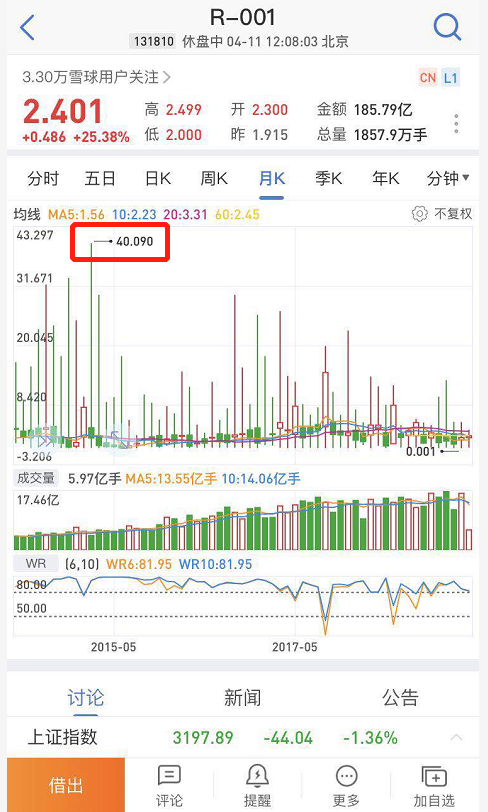 R-001
131810 休盘中 04-11 12:08:03 北京
3.30万雪球用户关注
CN L1
2.401
+0.486 +25.38%
高 2.499 开 2.300 金额 185.79亿
低 2.000 昨 1.915 总量 1857.9万手
分时 五日 日K 周K 月K 季K 年K 分钟
均线 MA5:1.56 10:2.23 20:3.31 60:2.45 不复权
43.297
40.090
31.671
20.045
8.420
0.001
-3.206
成交量 5.97亿手 MA5:13.55亿手 10:14.06亿手
17.46亿
WR (6,10) WR6:81.95 WR10:81.95
80.00
50.00
2015-05 2017-05
讨论 新闻 公告
上证指数 3197.89 -44.04 -1.36%
借出 评论 提醒 更多 加自选